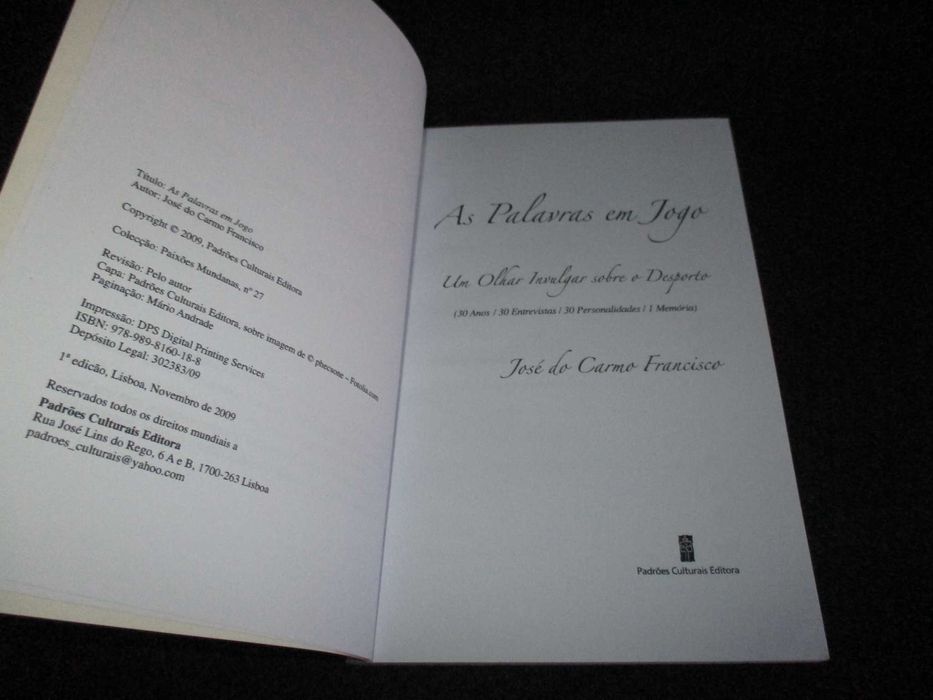 Título: As Palavras em Jogo
Autor: José do Carmo Francisco
Copyright © 2009, Padrões Culturais Editora
Colecção: Paixões Mundanas, nº 27
Revisão: Pelo autor
Capa: Padrões Culturais Editora, sobre imagem de © phecsone – Fotolia.com
Paginação: Mário Andrade
Impressão: DPS Digital Printing Services
ISBN: 978-989-8160-18-8
Depósito Legal: 302383/09
1ª edição, Lisboa, Novembro de 2009
Reservados todos os direitos mundiais a
Padrões Culturais Editora
Rua José Lins do Rego, 6 A e B, 1700-263 Lisboa
padroes_culturais@yahoo.com
As Palavras em Jogo
Um Olhar Invulgar sobre o Desporto
(30 Anos / 30 Entrevistas / 30 Personalidades / 1 Memória)
José do Carmo Francisco
Padrões Culturais Editora